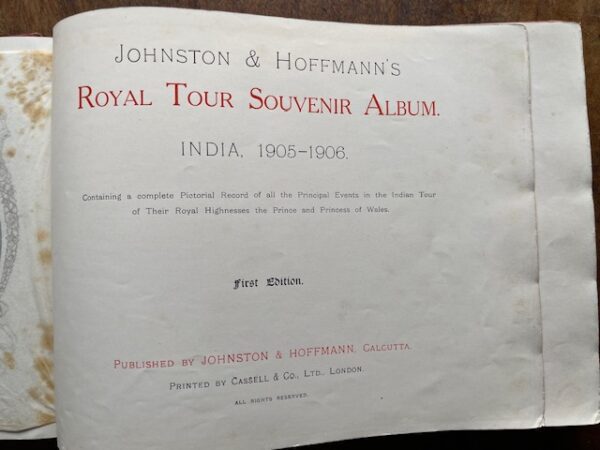 JOHNSTON & HOFFMANN'S
ROYAL TOUR SOUVENIR ALBUM.
INDIA, 1905-1906.
Containing a complete Pictorial Record of all the Principal Events in the Indian Tour
of Their Royal Highnesses the Prince and Princess of Wales.
First Edition.
PUBLISHED BY JOHNSTON & HOFFMANN, CALCUTTA.
PRINTED BY CASSELL & CO., LTD., LONDON.
ALL RIGHTS RESERVED.